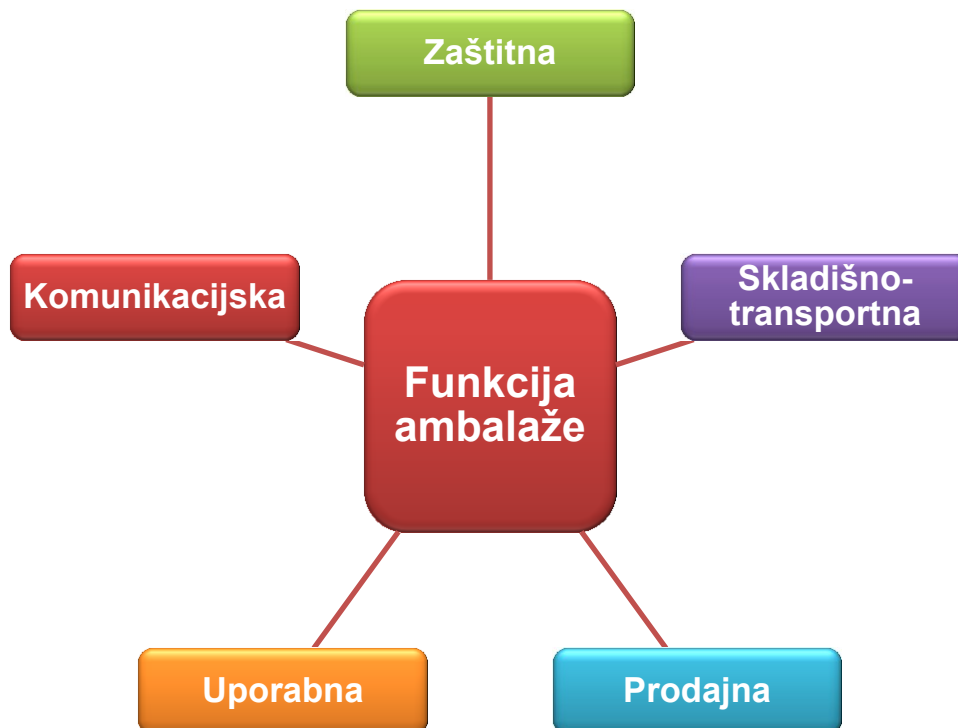 Zaštitna
Komunikacijska
Skladišno-
transportna
Funkcija
ambalaže
Uporabna
Prodajna